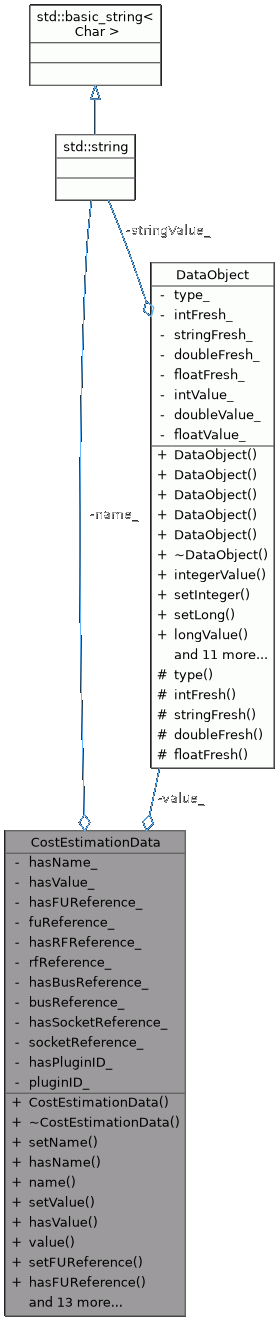 std::basic_string<
Char >
std::string
-stringValue_
DataObject
- type_
- intFresh_
- stringFresh_
- doubleFresh_
- floatFresh_
- intValue_
- doubleValue_
- floatValue_
+ DataObject()
+ DataObject()
+ DataObject()
+ DataObject()
+ DataObject()
+ ~DataObject()
+ integerValue()
+ setInteger()
+ setLong()
+ longValue()
and 11 more...
# type()
# intFresh()
# stringFresh()
# doubleFresh()
# floatFresh()
-name_
-value_
CostEstimationData
- hasName_
- hasValue_
- hasFUReference_
- fuReference_
- hasRFReference_
- rfReference_
- hasBusReference_
- busReference_
- hasSocketReference_
- socketReference_
- hasPluginID_
- pluginID_
+ CostEstimationData()
+ ~CostEstimationData()
+ setName()
+ hasName()
+ name()
+ setValue()
+ hasValue()
+ value()
+ setFUReference()
+ hasFUReference()
and 13 more...